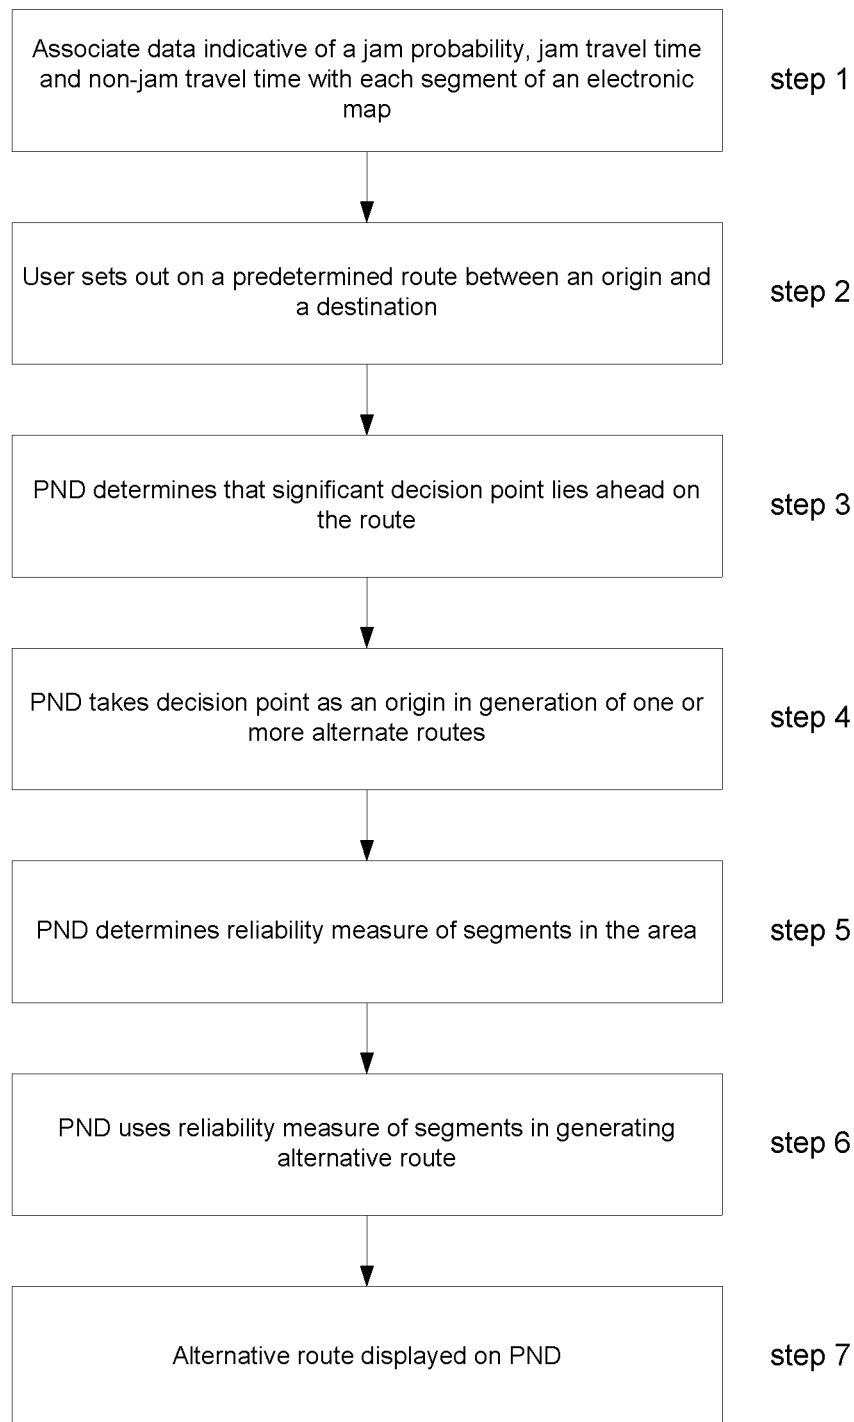 Associate data indicative of a jam probability, jam travel time
and non-jam travel time with each segment of an electronic
map
step 1
User sets out on a predetermined route between an origin and
a destination
step 2
PND determines that significant decision point lies ahead on
the route
step 3
PND takes decision point as an origin in generation of one or
more alternate routes
step 4
PND determines reliability measure of segments in the area
step 5
PND uses reliability measure of segments in generating
alternative route
step 6
Alternative route displayed on PND
step 7